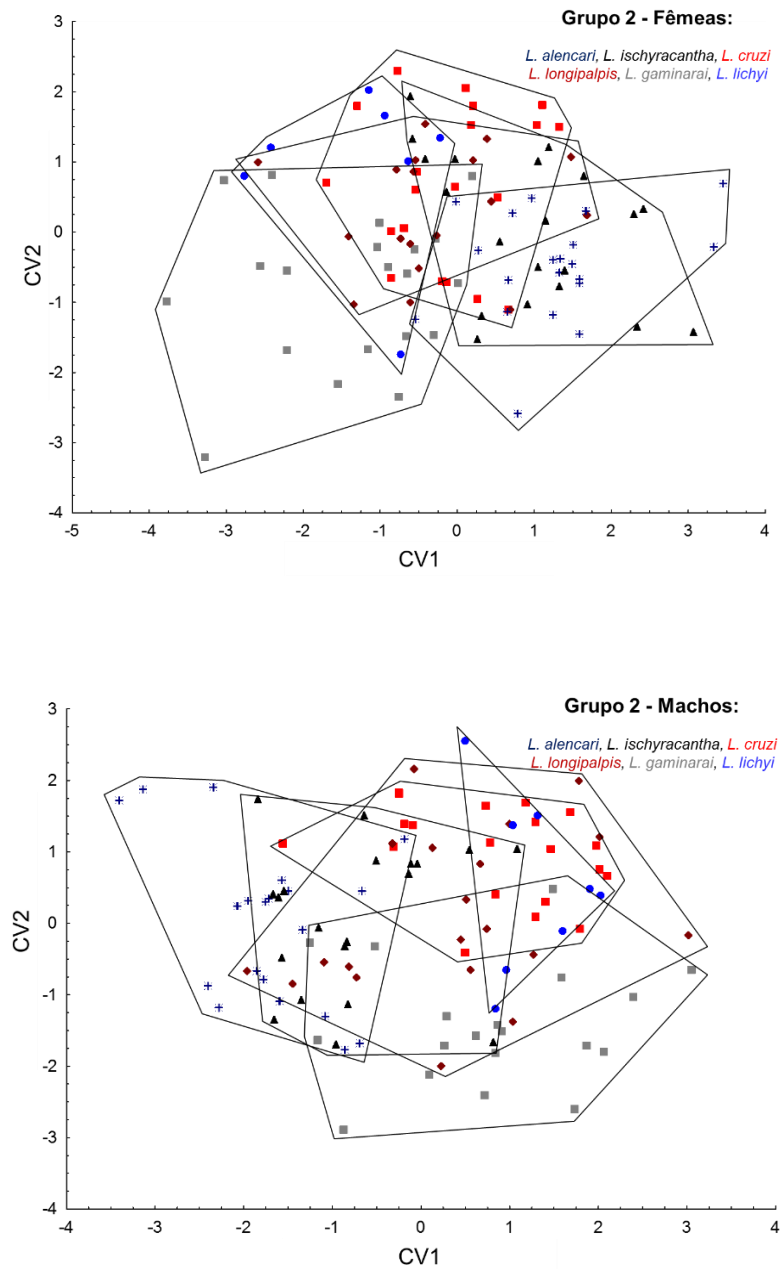 Grupo 2 - Fêmeas:
L. alencari, L. ischyracantha, L. cruzi
L. longipalpis, L. gaminarai, L. lichyi
3
2
1
0
-1
-2
-3
-4
CV2
-5 -4 -3 -2 -1 0 1 2 3 4
CV1
Grupo 2 - Machos:
L. alencari, L. ischyracantha, L. cruzi
L. longipalpis, L. gaminarai, L. lichyi
3
2
1
0
-1
-2
-3
-4
CV2
-4 -3 -2 -1 0 1 2 3 4
CV1